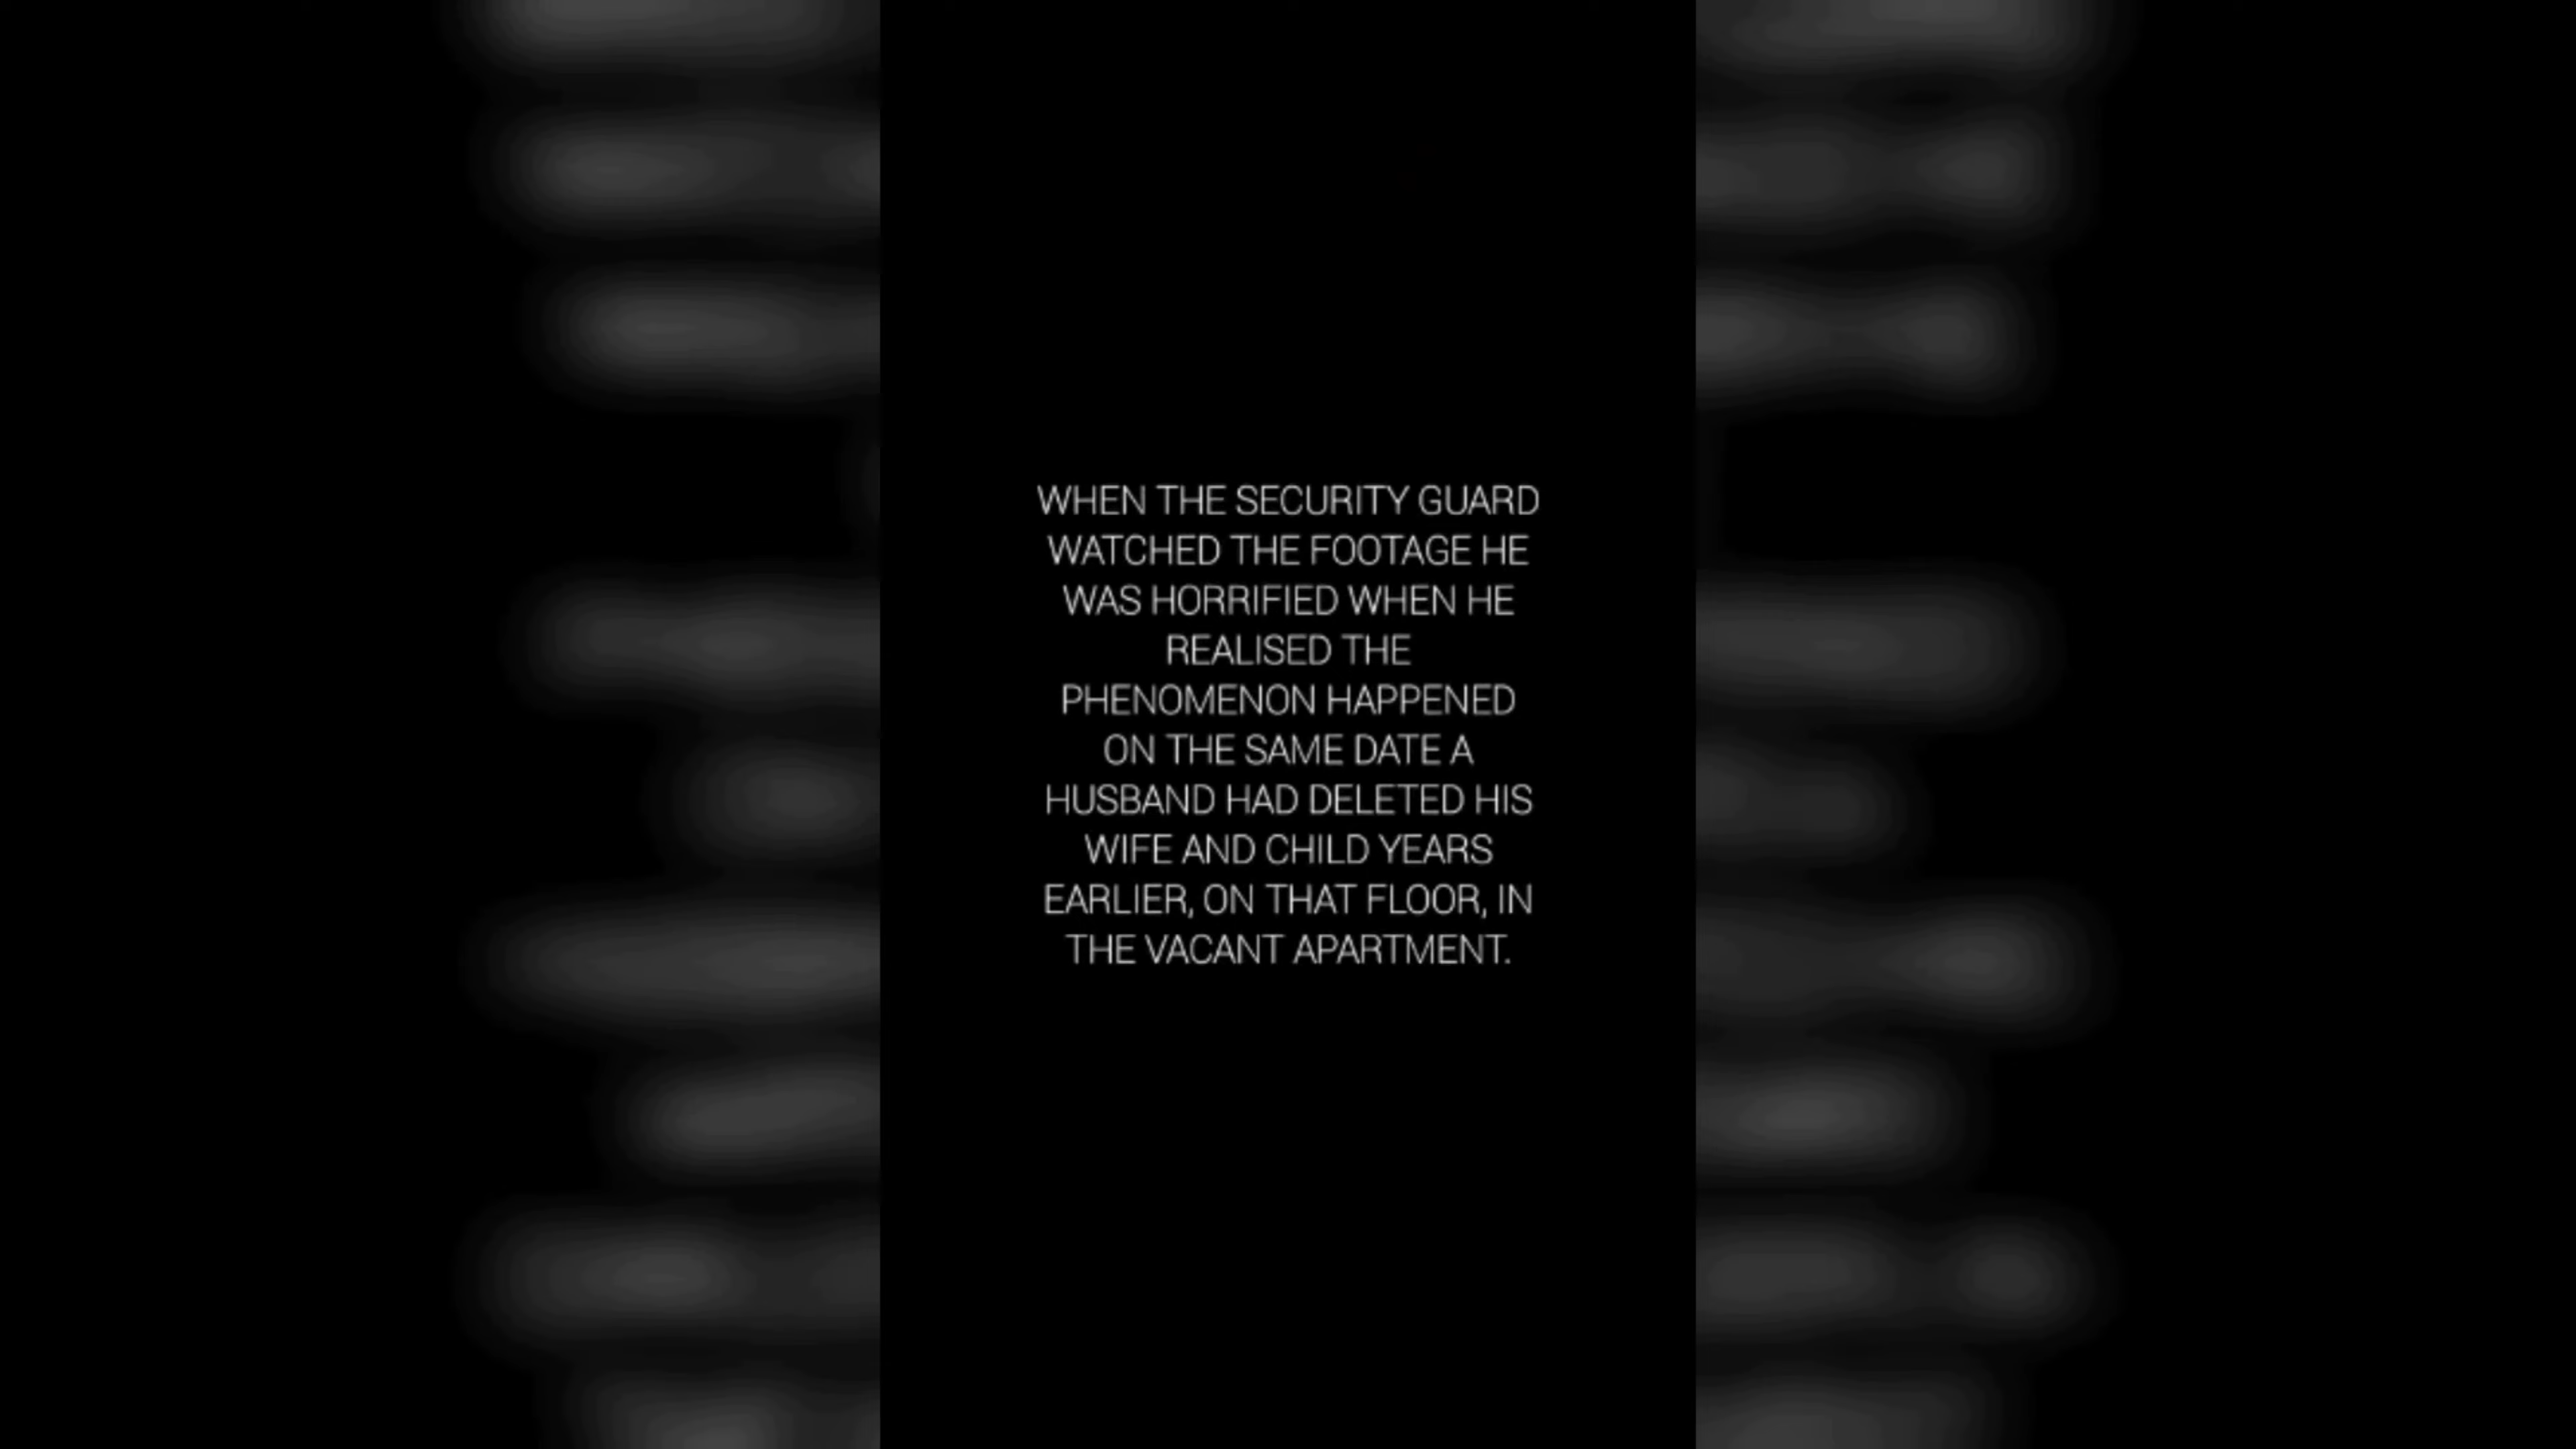 WHEN THE SECURITY GUARD
WATCHED THE FOOTAGE HE
WAS HORRIFIED WHEN HE
REALISED THE
PHENOMENON HAPPENED
ON THE SAME DATE A
HUSBAND HAD DELETED HIS
WIFE AND CHILD YEARS
EARLIER, ON THAT FLOOR, IN
THE VACANT APARTMENT.